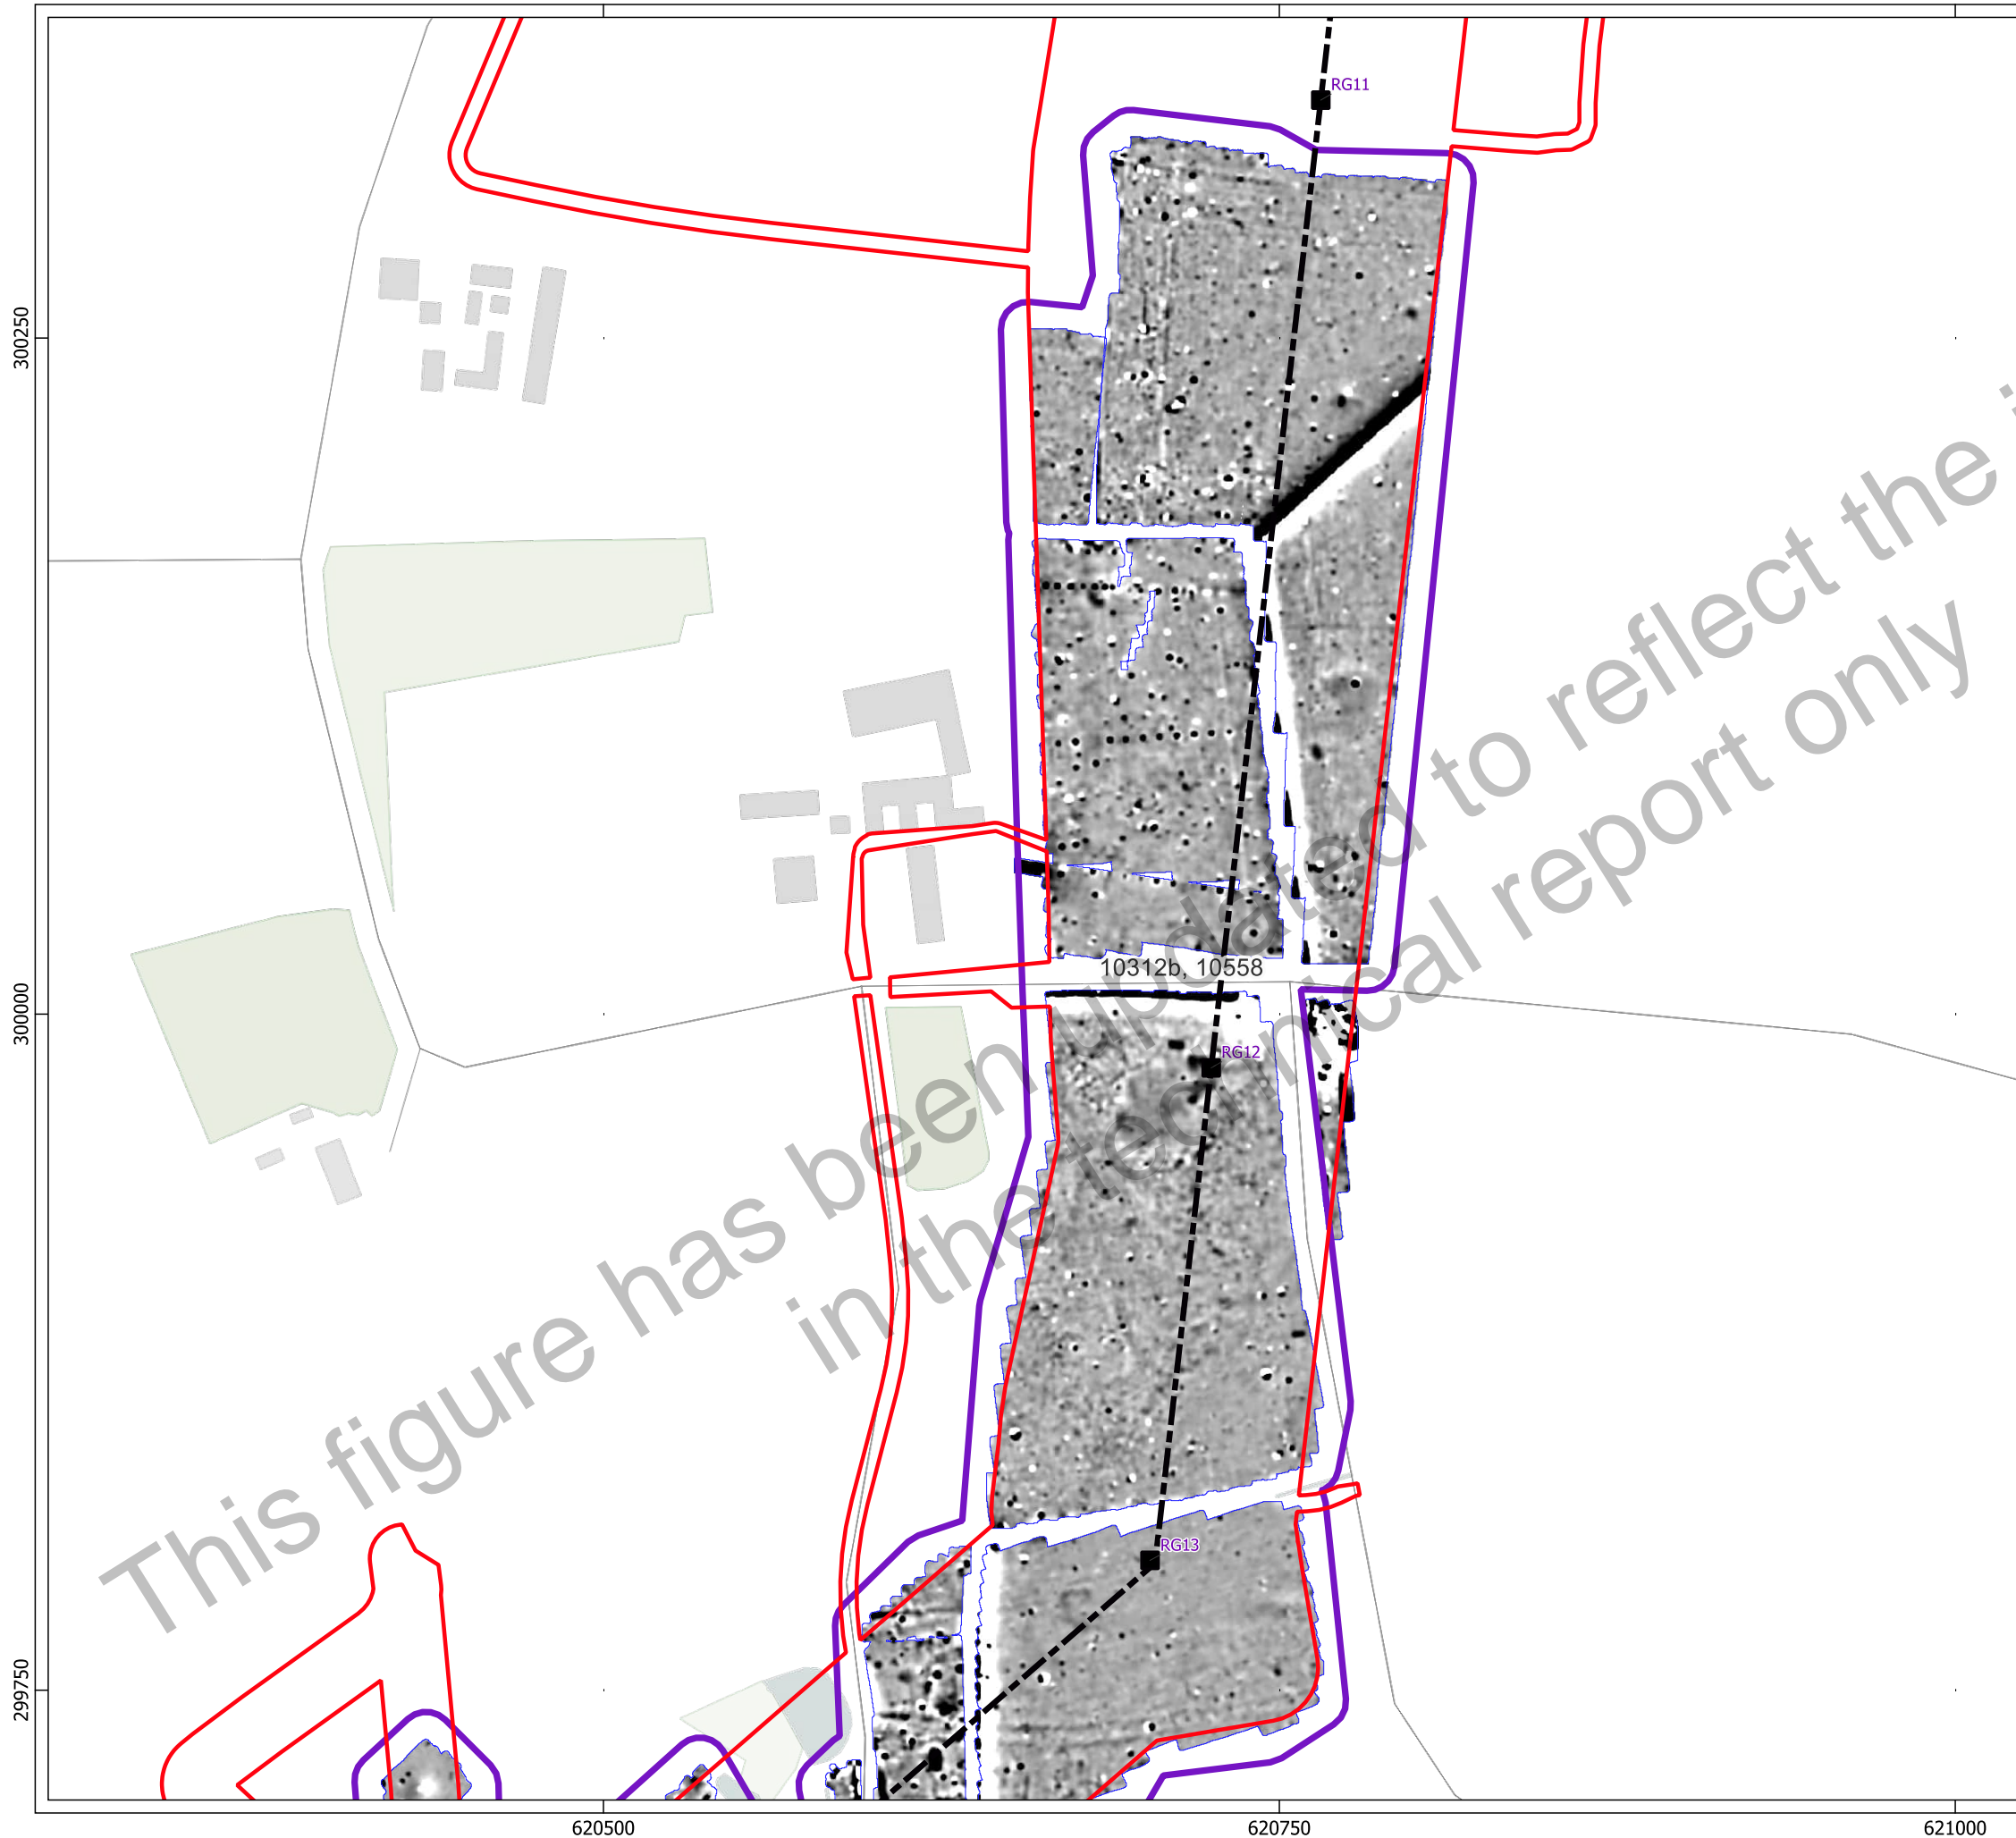 RG11
300250
10312b, 10558
300000
RG12
RG13
299750
620500
620750
621000
This figure has been updated to reflect the
in the technical report only